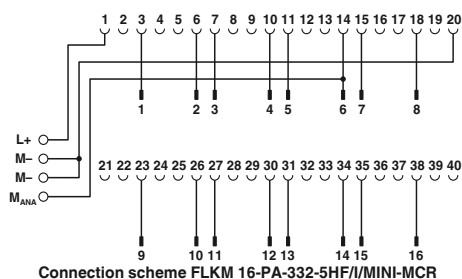 1 2 3 4 5 6 7 8 9 10 11 12 13 14 15 16 17 18 19 20
1 2 3 4 5 6 7 8
L+
M–
M–
MANA
21 22 23 24 25 26 27 28 29 30 31 32 33 34 35 36 37 38 39 40
9 10 11 12 13 14 15 16
Connection scheme FLKM 16-PA-332-5HF/I/MINI-MCR